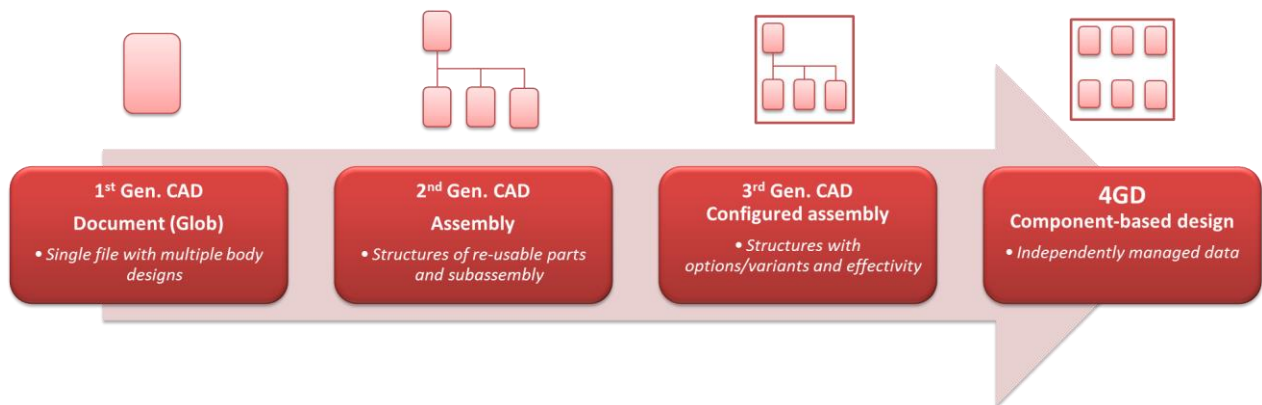 1st Gen. CAD
Document (Glob)
• Single file with multiple body
designs
2nd Gen. CAD
Assembly
• Structures of re-usable parts
and subassembly
3rd Gen. CAD
Configured assembly
• Structures with
options/variants and effectivity
4GD
Component-based design
• Independently managed data